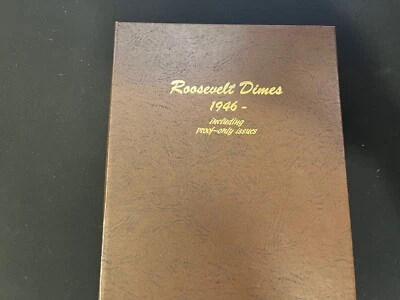 Roosevelt Dimes
1946 -
including
proof-only issues